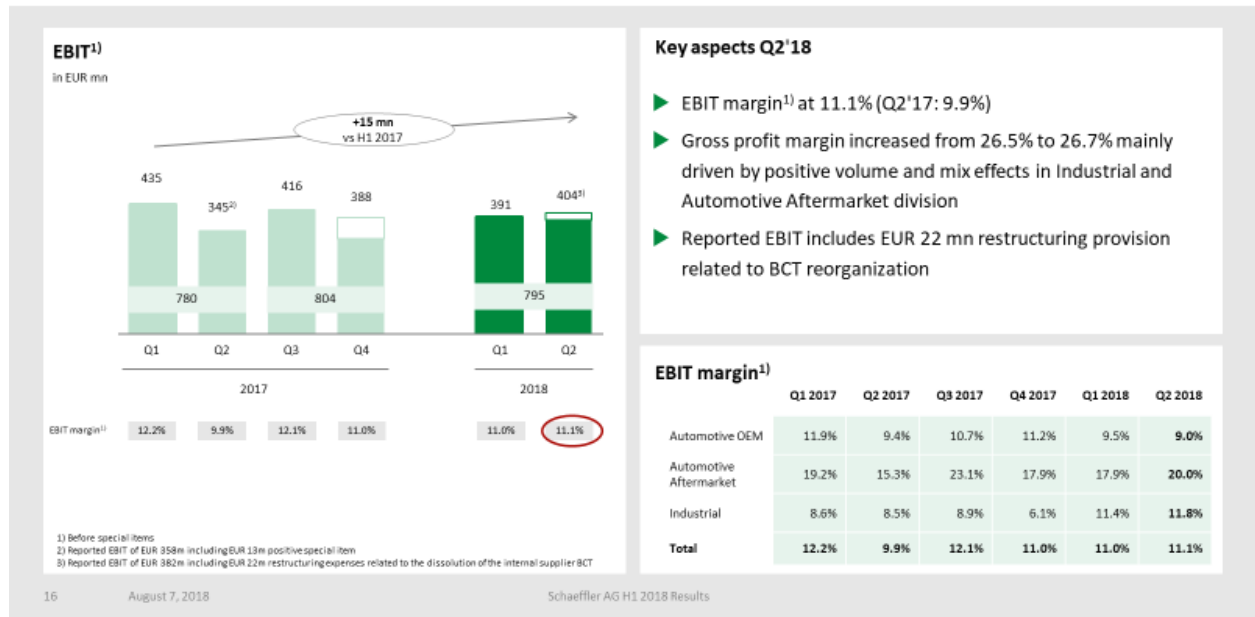 EBIT1)
in EUR mn
+15 mn
vs H1 2017
435
3452)
416
388
391
4043)
780
804
795
Q1 Q2 Q3 Q4 Q1 Q2
2017 2018
EBIT margin1) 12.2% 9.9% 12.1% 11.0% 11.0% 11.1%
1) Before special items
2) Reported EBIT of EUR 358m including EUR 13m positive special item
3) Reported EBIT of EUR 382m including EUR 22m restructuring expenses related to the dissolution of the internal supplier BCT
Key aspects Q2'18
EBIT margin1) at 11.1% (Q2'17: 9.9%)
Gross profit margin increased from 26.5% to 26.7% mainly
driven by positive volume and mix effects in Industrial and
Automotive Aftermarket division
Reported EBIT includes EUR 22 mn restructuring provision
related to BCT reorganization
EBIT margin1)
Q1 2017 Q2 2017 Q3 2017 Q4 2017 Q1 2018 Q2 2018
Automotive OEM 11.9% 9.4% 10.7% 11.2% 9.5% 9.0%
Automotive
Aftermarket 19.2% 15.3% 23.1% 17.9% 17.9% 20.0%
Industrial 8.6% 8.5% 8.9% 6.1% 11.4% 11.8%
Total 12.2% 9.9% 12.1% 11.0% 11.0% 11.1%
16 August 7, 2018 Schaeffler AG H1 2018 Results